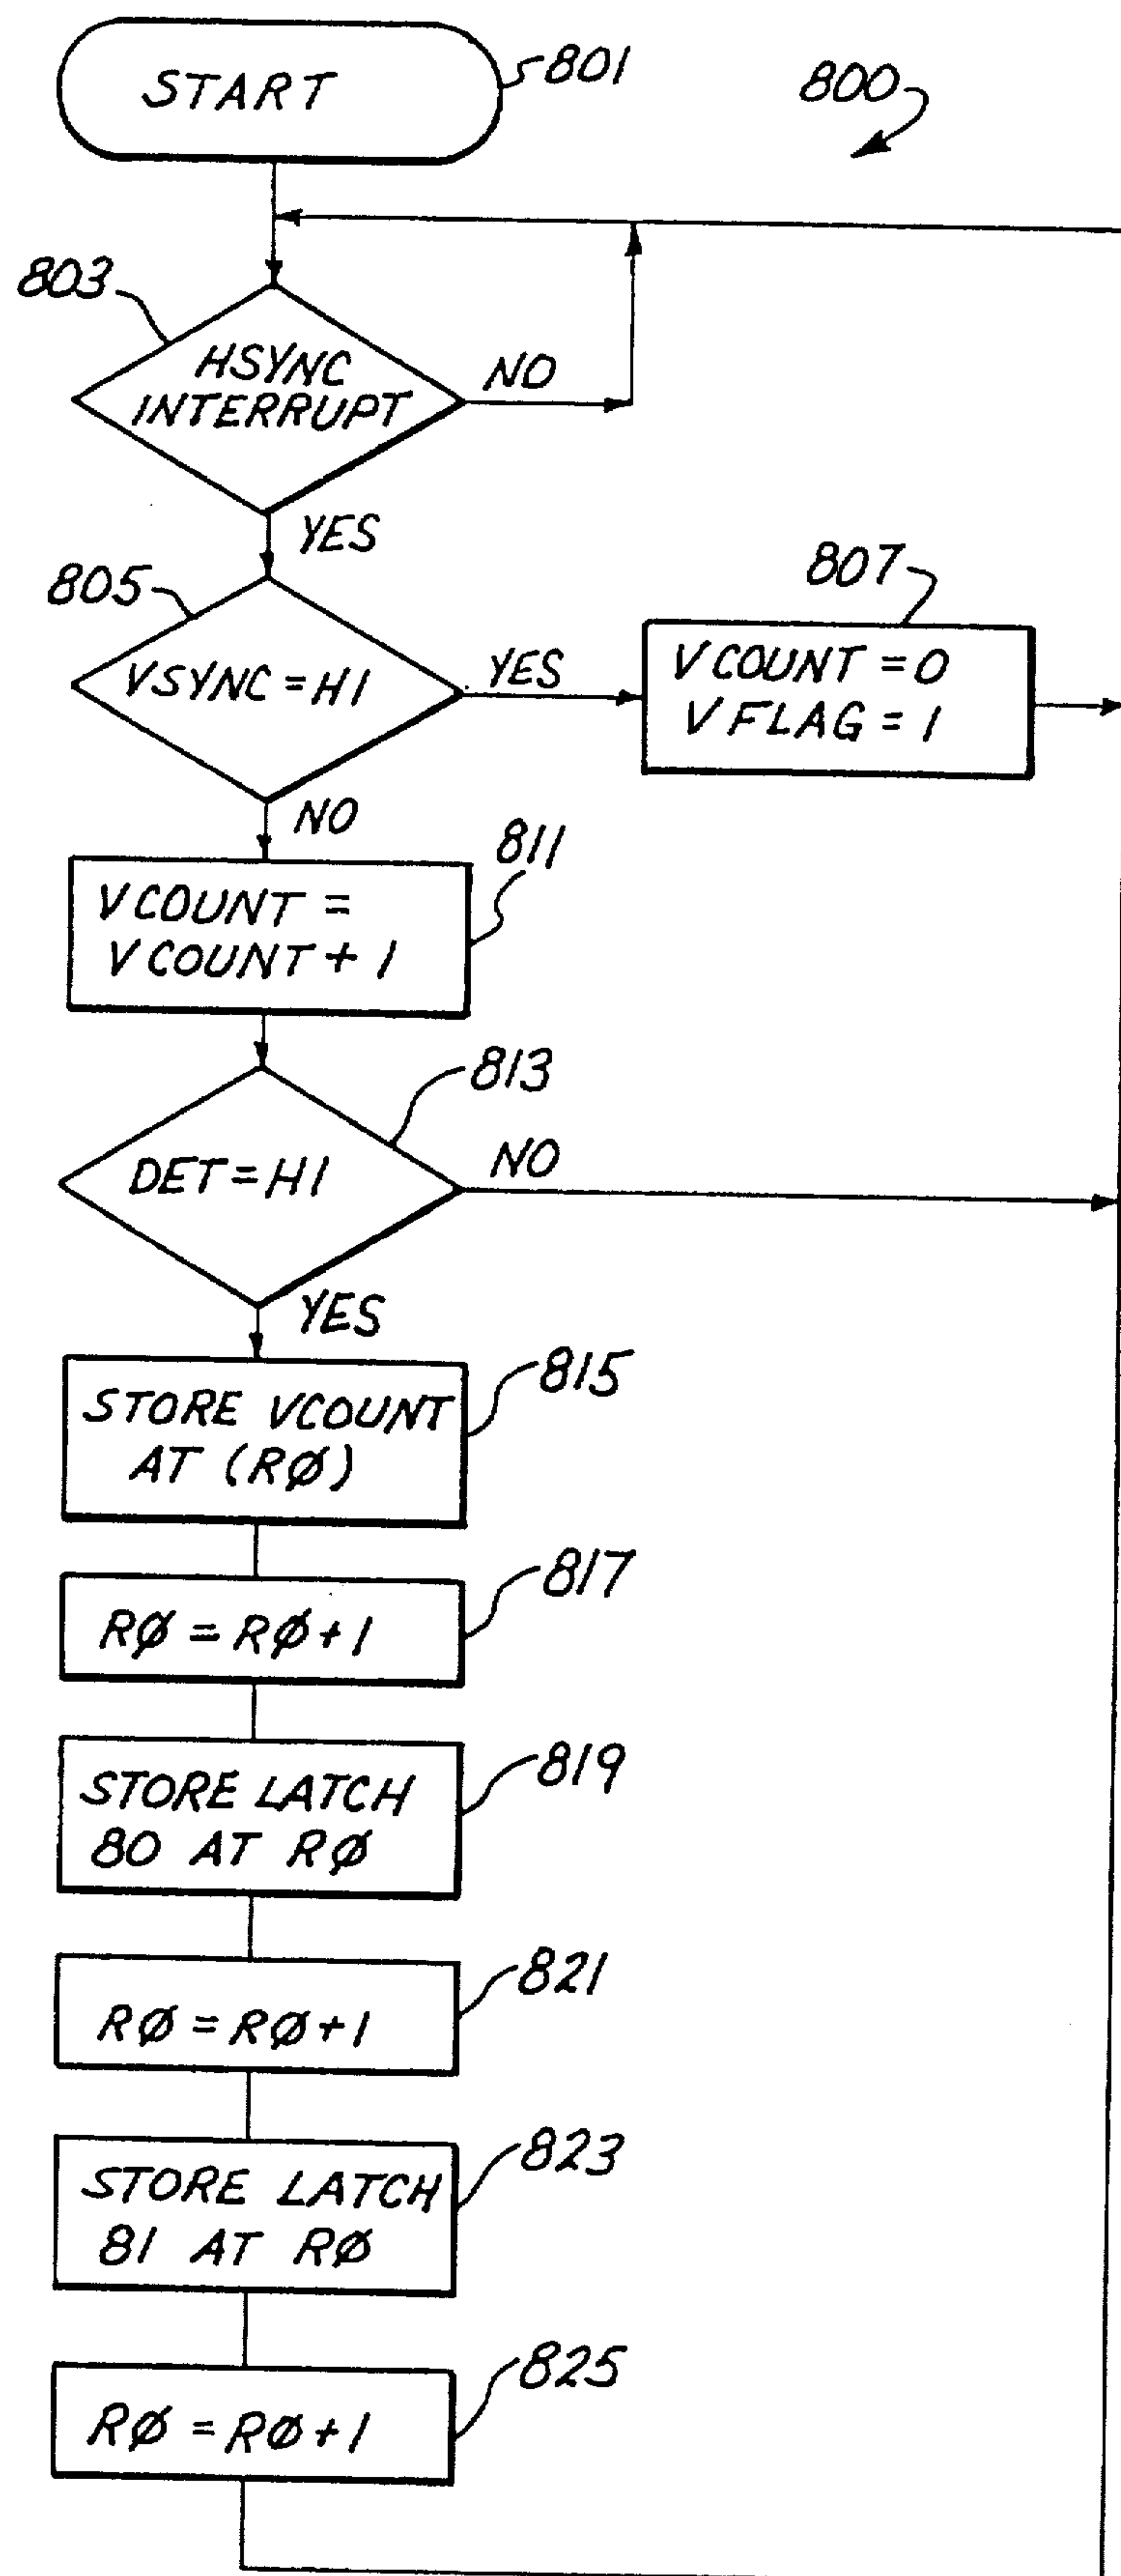 START
801
800
803
HSYNC
INTERRUPT
NO
YES
805
VSYNC = HI
YES
807
VCOUNT = 0
VFLAG = 1
NO
811
VCOUNT =
VCOUNT + 1
813
DET = HI
NO
YES
815
STORE VCOUNT
AT (RØ)
817
RØ = RØ + 1
819
STORE LATCH
80 AT RØ
821
RØ = RØ + 1
823
STORE LATCH
81 AT RØ
825
RØ = RØ + 1